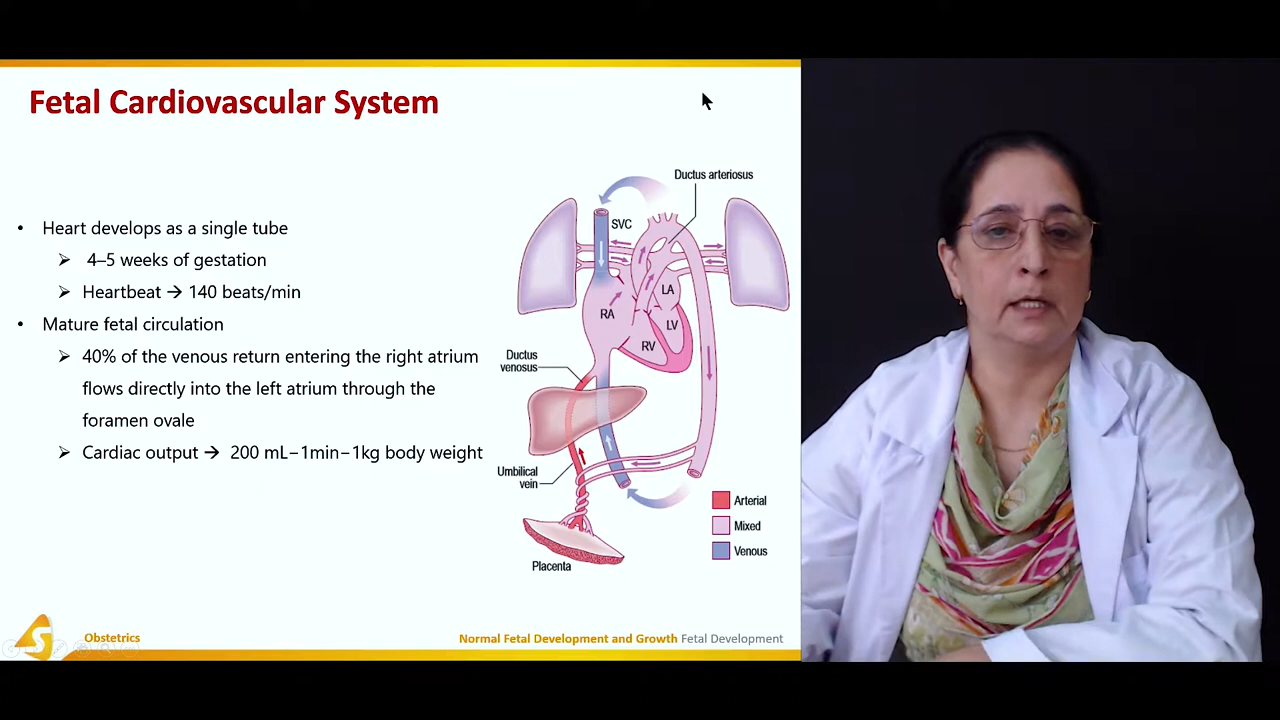 Fetal Cardiovascular System
• Heart develops as a single tube
➢ 4–5 weeks of gestation
➢ Heartbeat → 140 beats/min
• Mature fetal circulation
➢ 40% of the venous return entering the right atrium
flows directly into the left atrium through the
foramen ovale
➢ Cardiac output → 200 mL−1min−1kg body weight
Ductus arteriosus
SVC
LA
RA
LV
RV
Ductus
venosus
Umbilical
vein
Placenta
Arterial
Mixed
Venous
S
Obstetrics
Normal Fetal Development and Growth Fetal Development